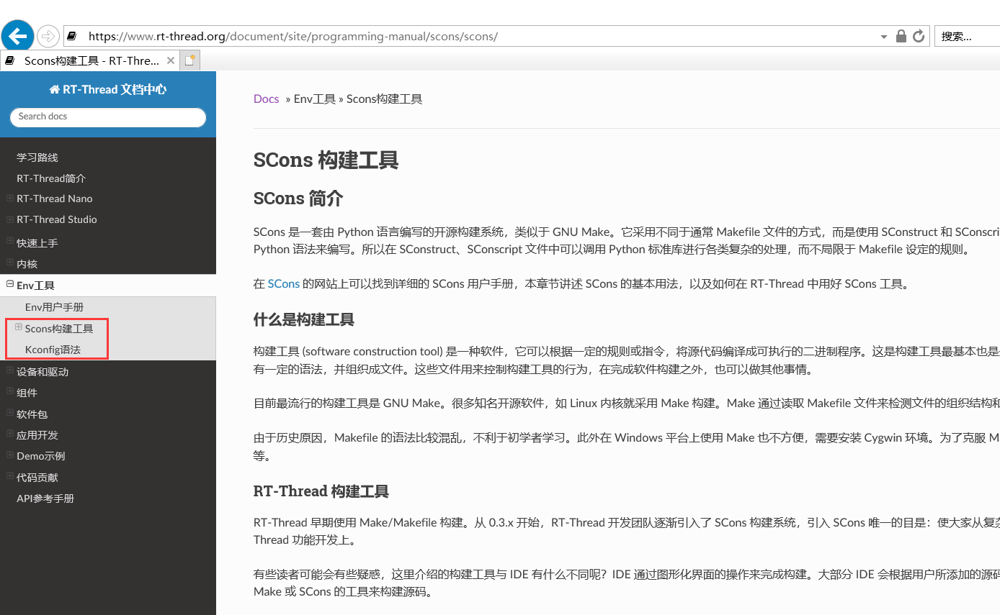 https://www.rt-thread.org/document/site/programming-manual/scons/scons/
搜索...
Scons构建工具 - RT-Thre...
RT-Thread 文档中心
Search docs
学习路线
RT-Thread简介
RT-Thread Nano
RT-Thread Studio
快速上手
内核
Env工具
Env用户手册
Scons构建工具
Kconfig语法
设备和驱动
组件
软件包
应用开发
Demo示例
代码贡献
API参考手册
Docs » Env工具 » Scons构建工具
SCons 构建工具
SCons 简介
SCons 是一套由 Python 语言编写的开源构建系统，类似于 GNU Make。它采用不同于通常 Makefile 文件的方式，而是使用 SConstruct 和 SConscri
Python 语法来编写。所以在 SConstruct、SConscript 文件中可以调用 Python 标准库进行各类复杂的处理，而不局限于 Makefile 设定的规则。
在 SCons 的网站上可以找到详细的 SCons 用户手册，本章节讲述 SCons 的基本用法，以及如何在 RT-Thread 中用好 SCons 工具。
什么是构建工具
构建工具 (software construction tool) 是一种软件，它可以根据一定的规则或指令，将源代码编译成可执行的二进制程序。这是构建工具最基本也是
有一定的语法，并组织成文件。这些文件用来控制构建工具的行为，在完成软件构建之外，也可以做其他事情。
目前最流行的构建工具是 GNU Make。很多知名开源软件，如 Linux 内核就采用 Make 构建。Make 通过读取 Makefile 文件来检测文件的组织结构和
由于历史原因，Makefile 的语法比较混乱，不利于初学者学习。此外在 Windows 平台上使用 Make 也不方便，需要安装 Cygwin 环境。为了克服 M
等。
RT-Thread 构建工具
RT-Thread 早期使用 Make/Makefile 构建。从 0.3.x 开始，RT-Thread 开发团队逐渐引入了 SCons 构建系统，引入 SCons 唯一的目是：使大家从复杂
Thread 功能开发上。
有些读者可能会有些疑惑，这里介绍的构建工具与 IDE 有什么不同呢？IDE 通过图形化界面的操作来完成构建。大部分 IDE 会根据用户所添加的源码
Make 或 SCons 的工具来构建源码。